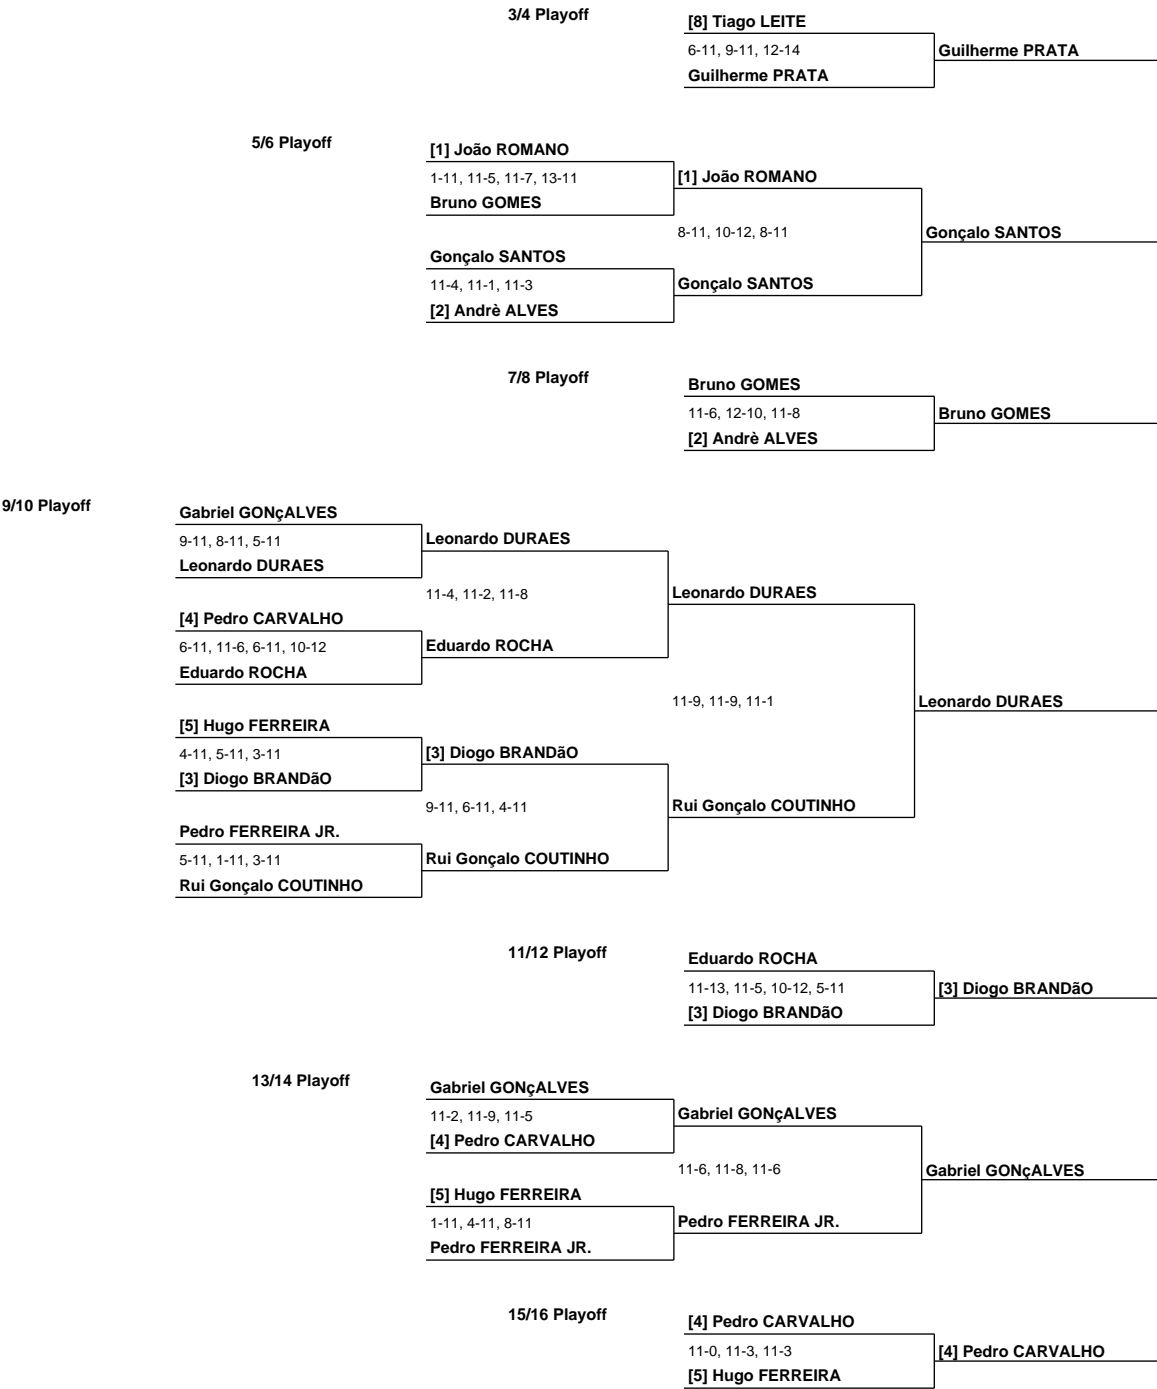 3/4 Playoff
[8] Tiago LEITE
6-11, 9-11, 12-14
Guilherme PRATA
Guilherme PRATA
5/6 Playoff
[1] João ROMANO
1-11, 11-5, 11-7, 13-11
[1] João ROMANO
Bruno GOMES
8-11, 10-12, 8-11
Gonçalo SANTOS
Gonçalo SANTOS
11-4, 11-1, 11-3
Gonçalo SANTOS
[2] Andrè ALVES
7/8 Playoff
Bruno GOMES
11-6, 12-10, 11-8
Bruno GOMES
[2] Andrè ALVES
9/10 Playoff
Gabriel GONçALVES
9-11, 8-11, 5-11
Leonardo DURAES
Leonardo DURAES
11-4, 11-2, 11-8
Leonardo DURAES
[4] Pedro CARVALHO
6-11, 11-6, 6-11, 10-12
Eduardo ROCHA
Eduardo ROCHA
11-9, 11-9, 11-1
Leonardo DURAES
[5] Hugo FERREIRA
4-11, 5-11, 3-11
[3] Diogo BRANDãO
[3] Diogo BRANDãO
9-11, 6-11, 4-11
Rui Gonçalo COUTINHO
Pedro FERREIRA JR.
5-11, 1-11, 3-11
Rui Gonçalo COUTINHO
Rui Gonçalo COUTINHO
11/12 Playoff
Eduardo ROCHA
11-13, 11-5, 10-12, 5-11
[3] Diogo BRANDãO
[3] Diogo BRANDãO
13/14 Playoff
Gabriel GONçALVES
11-2, 11-9, 11-5
Gabriel GONçALVES
[4] Pedro CARVALHO
11-6, 11-8, 11-6
Gabriel GONçALVES
[5] Hugo FERREIRA
1-11, 4-11, 8-11
Pedro FERREIRA JR.
Pedro FERREIRA JR.
15/16 Playoff
[4] Pedro CARVALHO
11-0, 11-3, 11-3
[4] Pedro CARVALHO
[5] Hugo FERREIRA